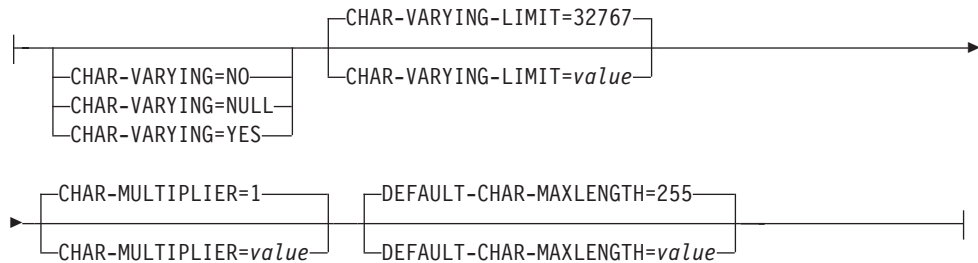 CHAR-VARYING-LIMIT=32767
CHAR-VARYING=NO
CHAR-VARYING=NULL
CHAR-VARYING=YES
CHAR-VARYING-LIMIT=value
CHAR-MULTIPLIER=1
DEFAULT-CHAR-MAXLENGTH=255
CHAR-MULTIPLIER=value
DEFAULT-CHAR-MAXLENGTH=value